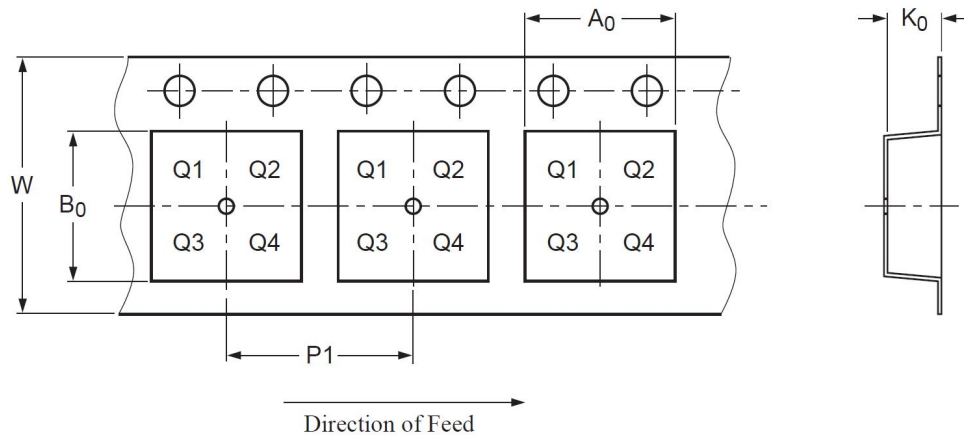 A0
K0
Q1 Q2 Q1 Q2 Q1 Q2
W
B0
Q3 Q4 Q3 Q4 Q3 Q4
P1
Direction of Feed